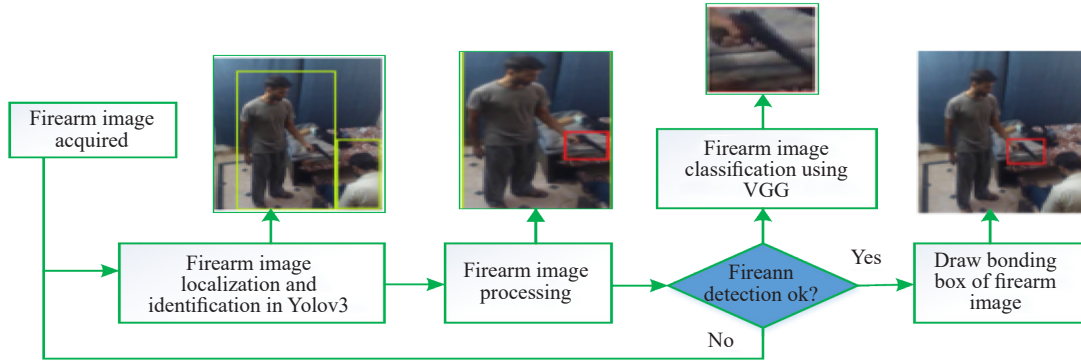 Firearm image
acquired
Firearm image
localization and
identification in Yolov3
Firearm image
processing
Firearm image
classification using
VGG
Fireann
detection ok?
Yes
No
Draw bonding
box of firearm
image